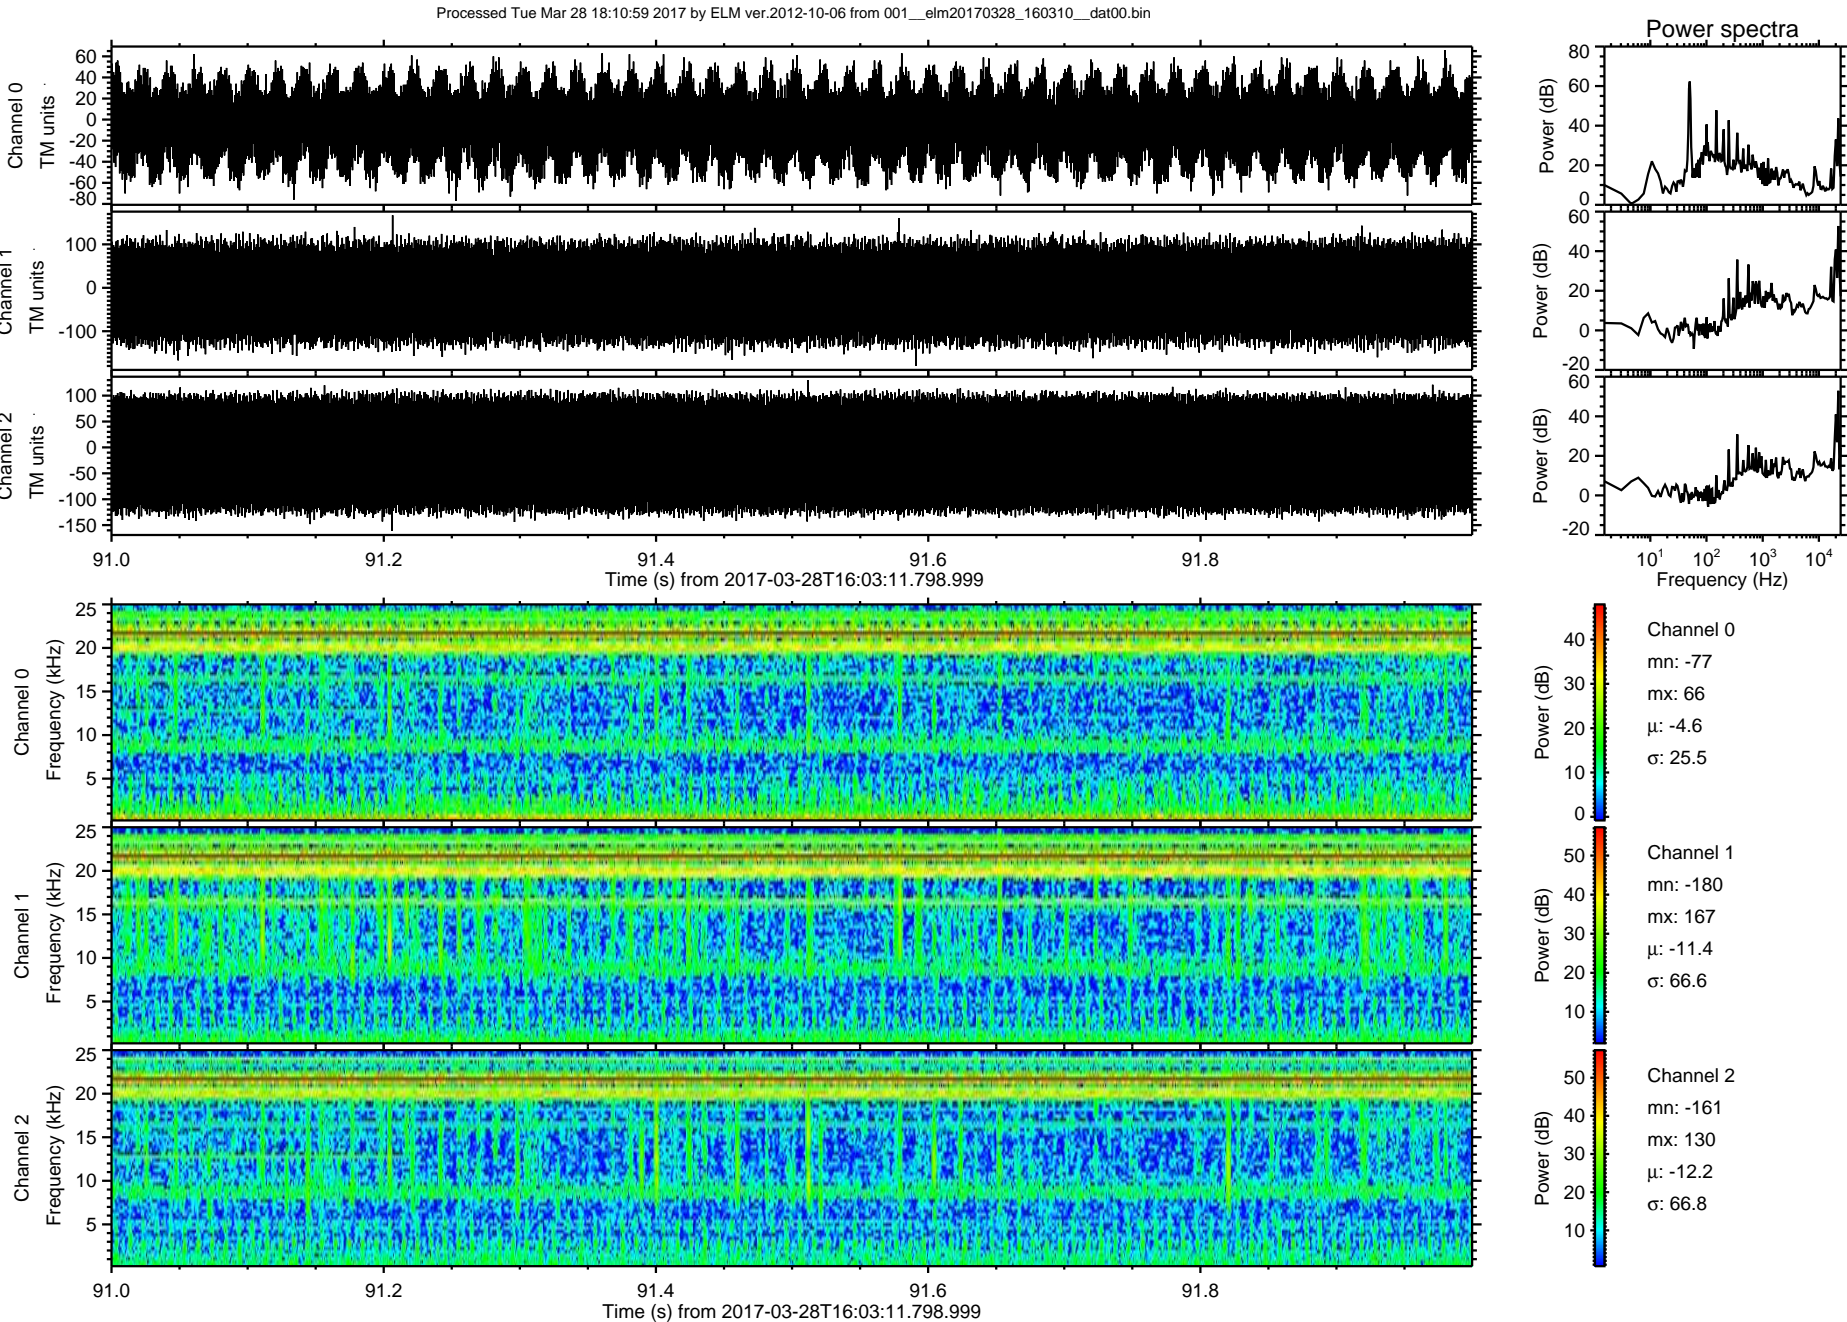 Processed Tue Mar 28 18:10:59 2017 by ELM ver.2012-10-06 from 001__elm20170328_160310__dat00.bin
Power spectra
Channel 0
TM units
60
40
20
0
-20
-40
-60
-80
Power (dB)
80
60
40
20
0
Channel 1
TM units
100
0
-100
Power (dB)
60
40
20
0
-20
Channel 2
TM units
100
50
0
-50
-100
-150
Power (dB)
60
40
20
0
-20
91.0 91.2 91.4 91.6 91.8
Time (s) from 2017-03-28T16:03:11.798.999
10^1 10^2 10^3 10^4
Frequency (Hz)
Channel 0
Frequency (kHz)
25
20
15
10
5
Power (dB)
40
30
20
10
0
Channel 0
mn: -77
mx: 66
μ: -4.6
σ: 25.5
Channel 1
Frequency (kHz)
25
20
15
10
5
Power (dB)
50
40
30
20
10
Channel 1
mn: -180
mx: 167
μ: -11.4
σ: 66.6
Channel 2
Frequency (kHz)
25
20
15
10
5
Power (dB)
50
40
30
20
10
Channel 2
mn: -161
mx: 130
μ: -12.2
σ: 66.8
91.0 91.2 91.4 91.6 91.8
Time (s) from 2017-03-28T16:03:11.798.999